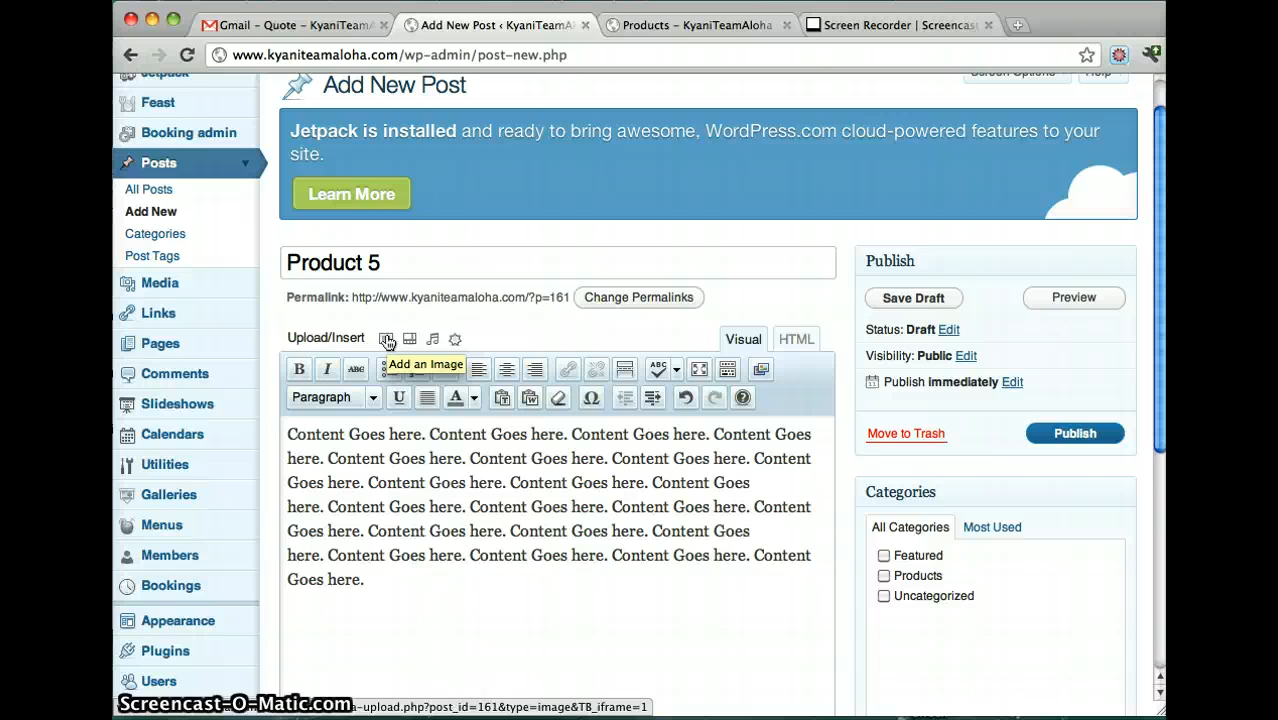 Gmail – Quote – KyaniTeamA
Add New Post ‹ KyaniTeamA
Products – KyaniTeamAloha
Screen Recorder | Screencas
www.kyaniteamaloha.com/wp-admin/post-new.php
Jetpack
Feast
Booking admin
Posts
All Posts
Add New
Categories
Post Tags
Media
Links
Pages
Comments
Slideshows
Calendars
Utilities
Galleries
Menus
Members
Bookings
Appearance
Plugins
Users
Screen Options
Help
Add New Post
Jetpack is installed and ready to bring awesome, WordPress.com cloud-powered features to your
site.
Learn More
Product 5
Permalink: http://www.kyaniteamaloha.com/?p=161 Change Permalinks
Upload/Insert
Visual
HTML
Add an Image
B I ABC
ABC
Paragraph U A
Content Goes here. Content Goes here. Content Goes here. Content Goes
here. Content Goes here. Content Goes here. Content Goes here. Content
Goes here. Content Goes here. Content Goes here. Content Goes
here. Content Goes here. Content Goes here. Content Goes here. Content
Goes here. Content Goes here. Content Goes here. Content Goes
here. Content Goes here. Content Goes here. Content Goes here. Content
Goes here.
Publish
Save Draft
Preview
Status: Draft Edit
Visibility: Public Edit
Publish immediately Edit
Move to Trash
Publish
Categories
All Categories
Most Used
Featured
Products
Uncategorized
Screencast-O-Matic.com
a-upload.php?post_id=161&type=image&TB_iframe=1